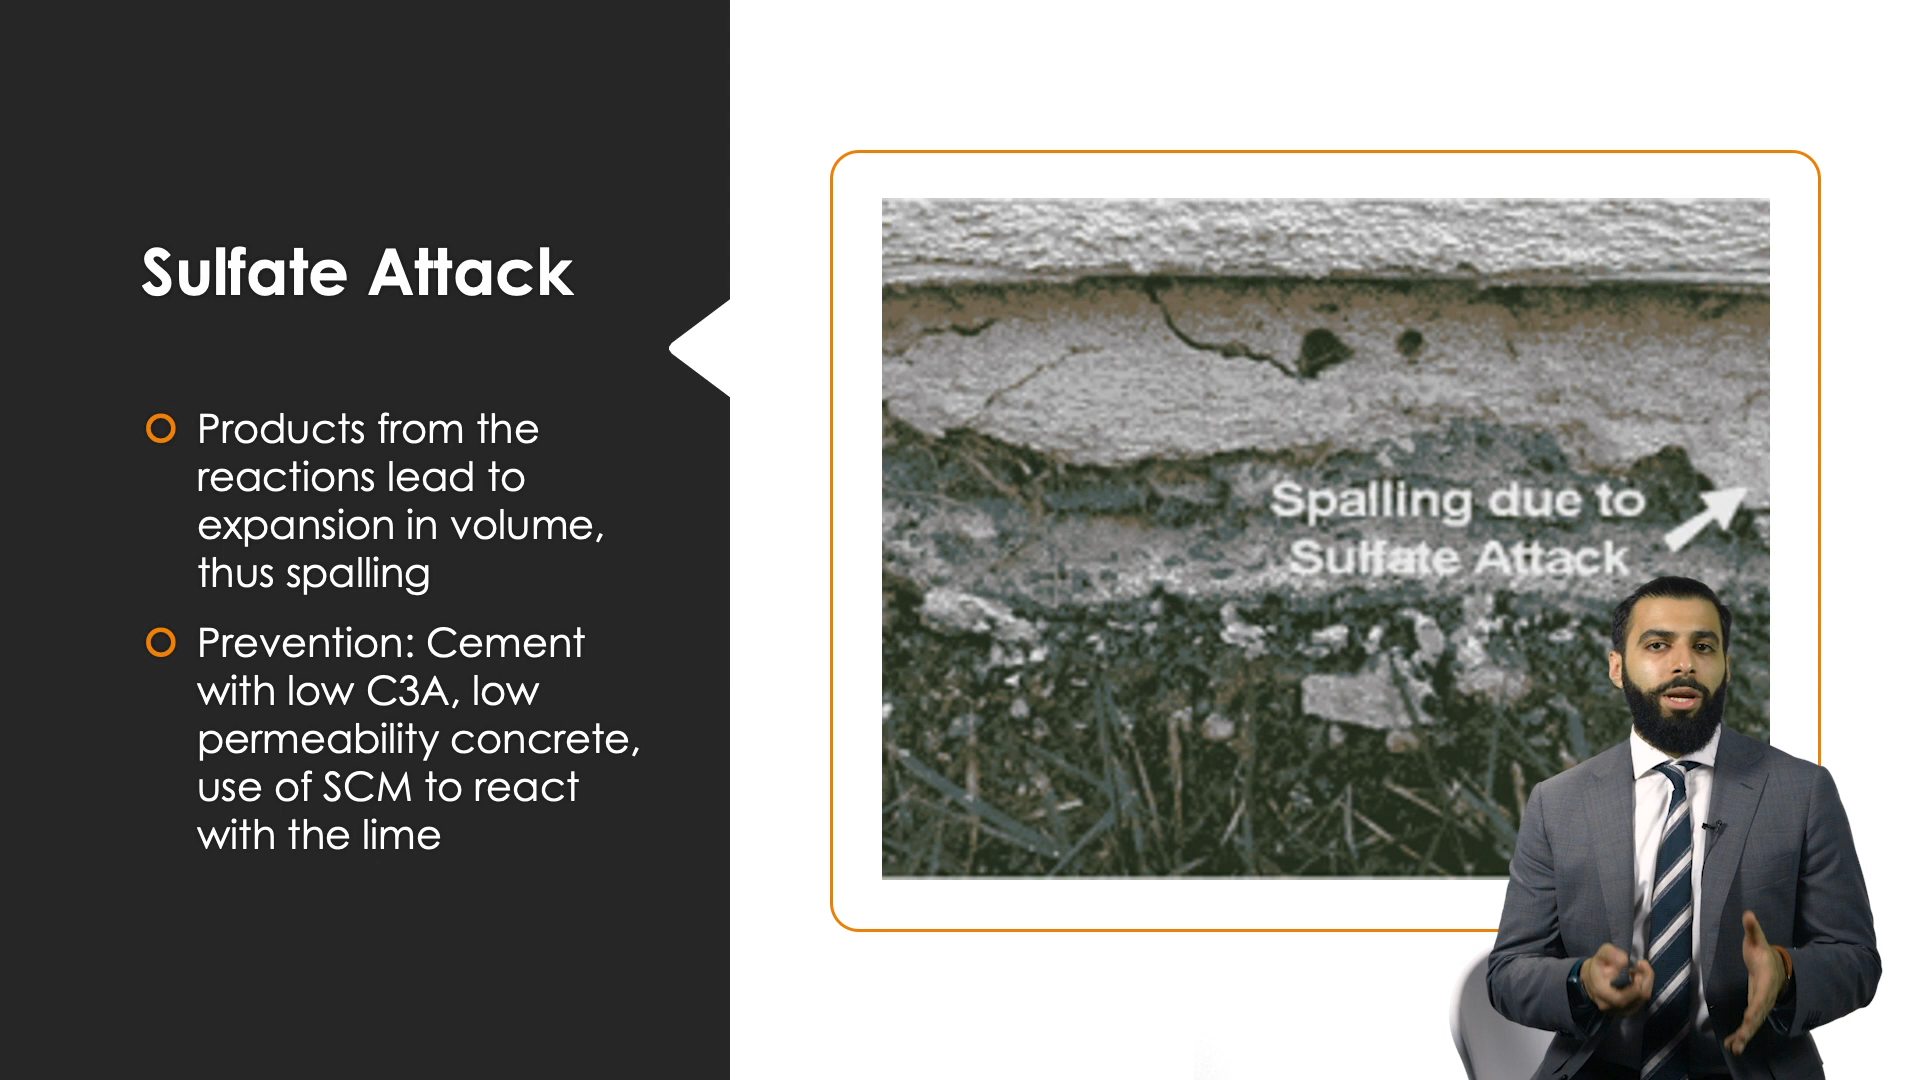 Sulfate Attack
Products from the
reactions lead to
expansion in volume,
thus spalling
Prevention: Cement
with low C3A, low
permeability concrete,
use of SCM to react
with the lime
Spalling due to
Sulfate Attack